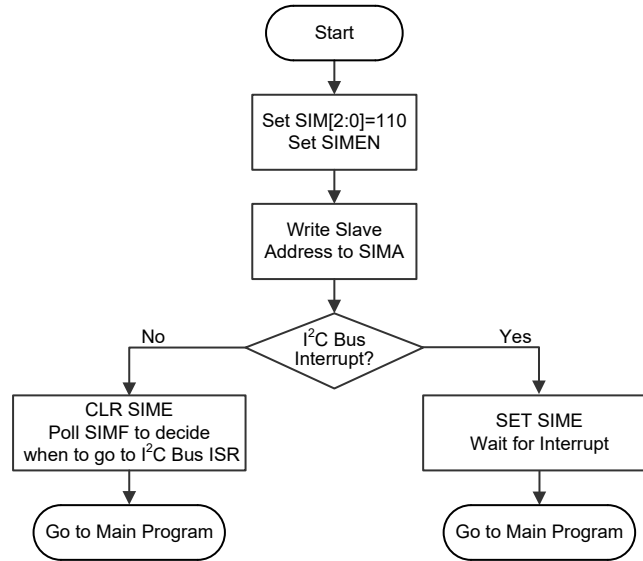 Start
Set SIM[2:0]=110
Set SIMEN
Write Slave
Address to SIMA
I²C Bus
Interrupt?
No
Yes
CLR SIME
Poll SIMF to decide
when to go to I²C Bus ISR
SET SIME
Wait for Interrupt
Go to Main Program
Go to Main Program